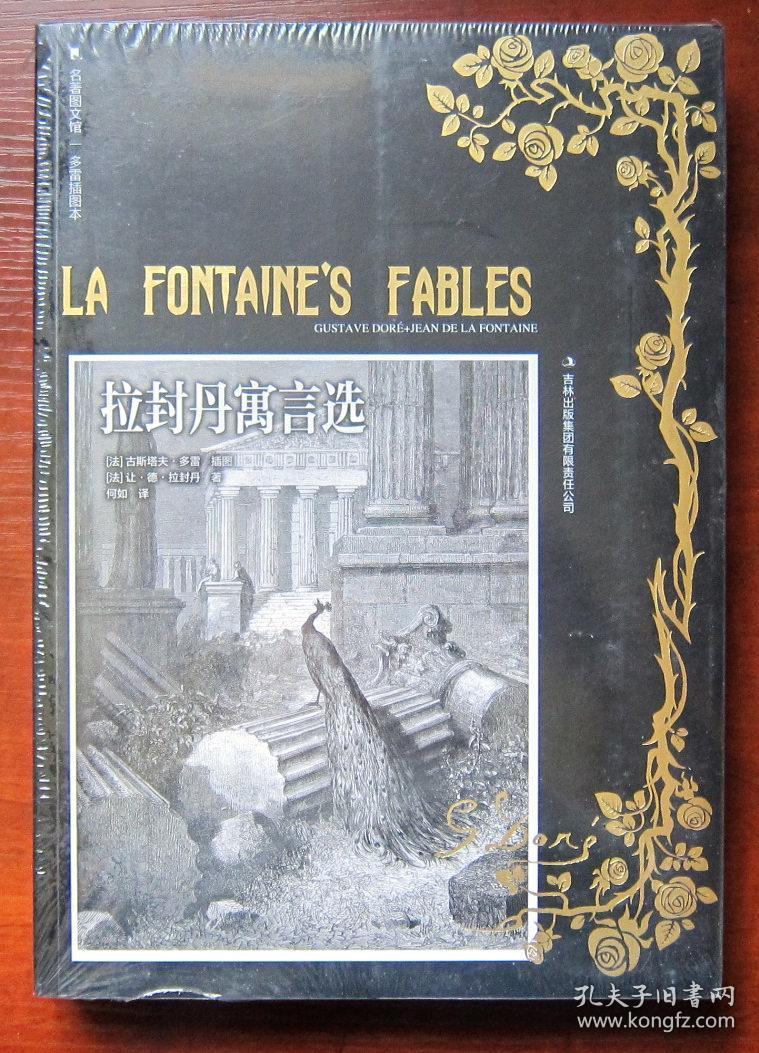 名著图文馆 | 多雷插图本
LA FONTAINE'S FABLES
GUSTAVE DORÉ+JEAN DE LA FONTAINE
拉封丹寓言选
[法] 古斯塔夫·多雷 插图
[法] 让·德·拉封丹 著
何如 译
吉林出版集团有限责任公司
G. Doré
孔夫子旧书网
www.kongfz.com